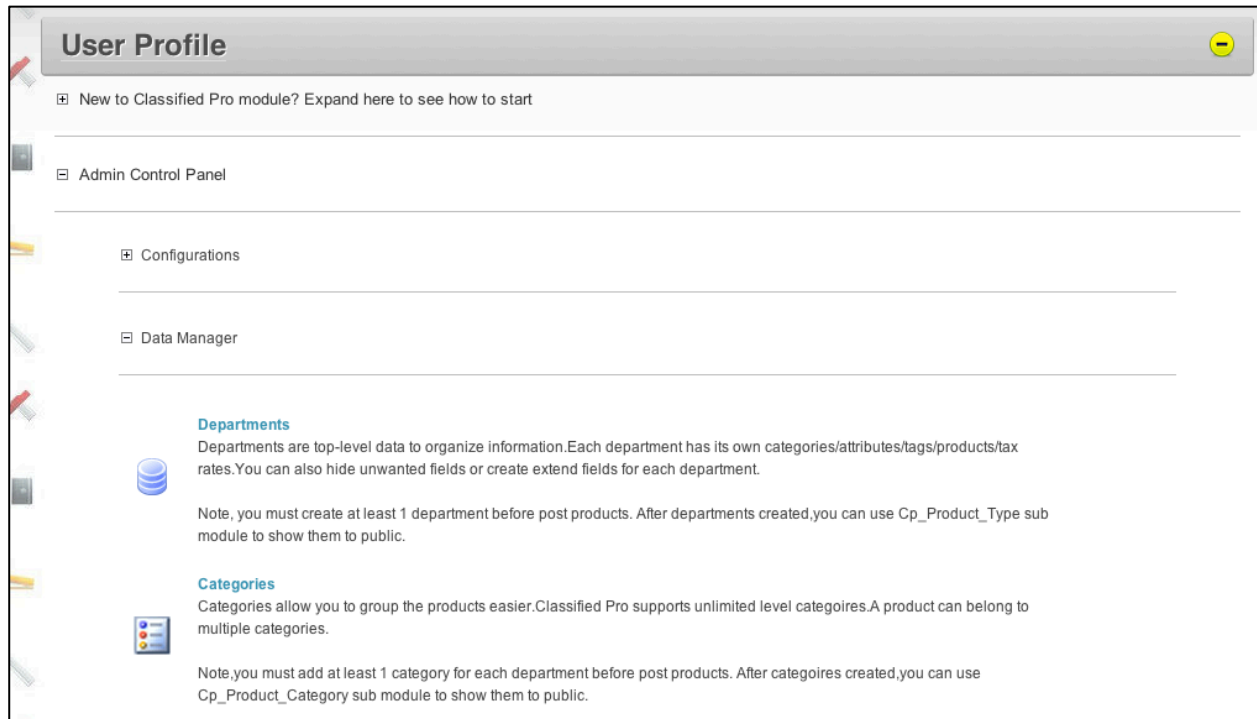 User Profile
New to Classified Pro module? Expand here to see how to start
Admin Control Panel
Configurations
Data Manager
Departments
Departments are top-level data to organize information.Each department has its own categories/attributes/tags/products/tax
rates.You can also hide unwanted fields or create extend fields for each department.
Note, you must create at least 1 department before post products. After departments created,you can use Cp_Product_Type sub
module to show them to public.
Categories
Categories allow you to group the products easier.Classified Pro supports unlimited level categoires.A product can belong to
multiple categories.
Note,you must add at least 1 category for each department before post products. After categoires created,you can use
Cp_Product_Category sub module to show them to public.